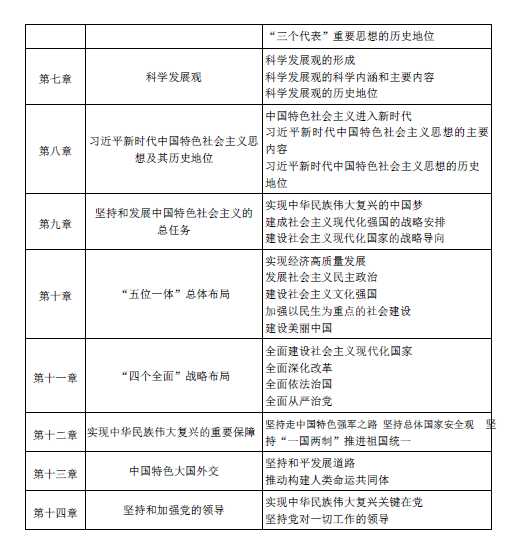 “三个代表”重要思想的历史地位
第七章
科学发展观
科学发展观的形成
科学发展观的科学内涵和主要内容
科学发展观的历史地位
第八章
习近平新时代中国特色社会主义思
想及其历史地位
中国特色社会主义进入新时代
习近平新时代中国特色社会主义思想的主要
内容
习近平新时代中国特色社会主义思想的历史
地位
第九章
坚持和发展中国特色社会主义的
总任务
实现中华民族伟大复兴的中国梦
建成社会主义现代化强国的战略安排
建设社会主义现代化国家的战略导向
第十章
“五位一体”总体布局
实现经济高质量发展
发展社会主义民主政治
建设社会主义文化强国
加强以民生为重点的社会建设
建设美丽中国
第十一章
“四个全面”战略布局
全面建设社会主义现代化国家
全面深化改革
全面依法治国
全面从严治党
第十二章
实现中华民族伟大复兴的重要保障
坚持走中国特色强军之路 坚持总体国家安全观 坚
持“一国两制”推进祖国统一
第十三章
中国特色大国外交
坚持和平发展道路
推动构建人类命运共同体
第十四章
坚持和加强党的领导
实现中华民族伟大复兴关键在党
坚持党对一切工作的领导